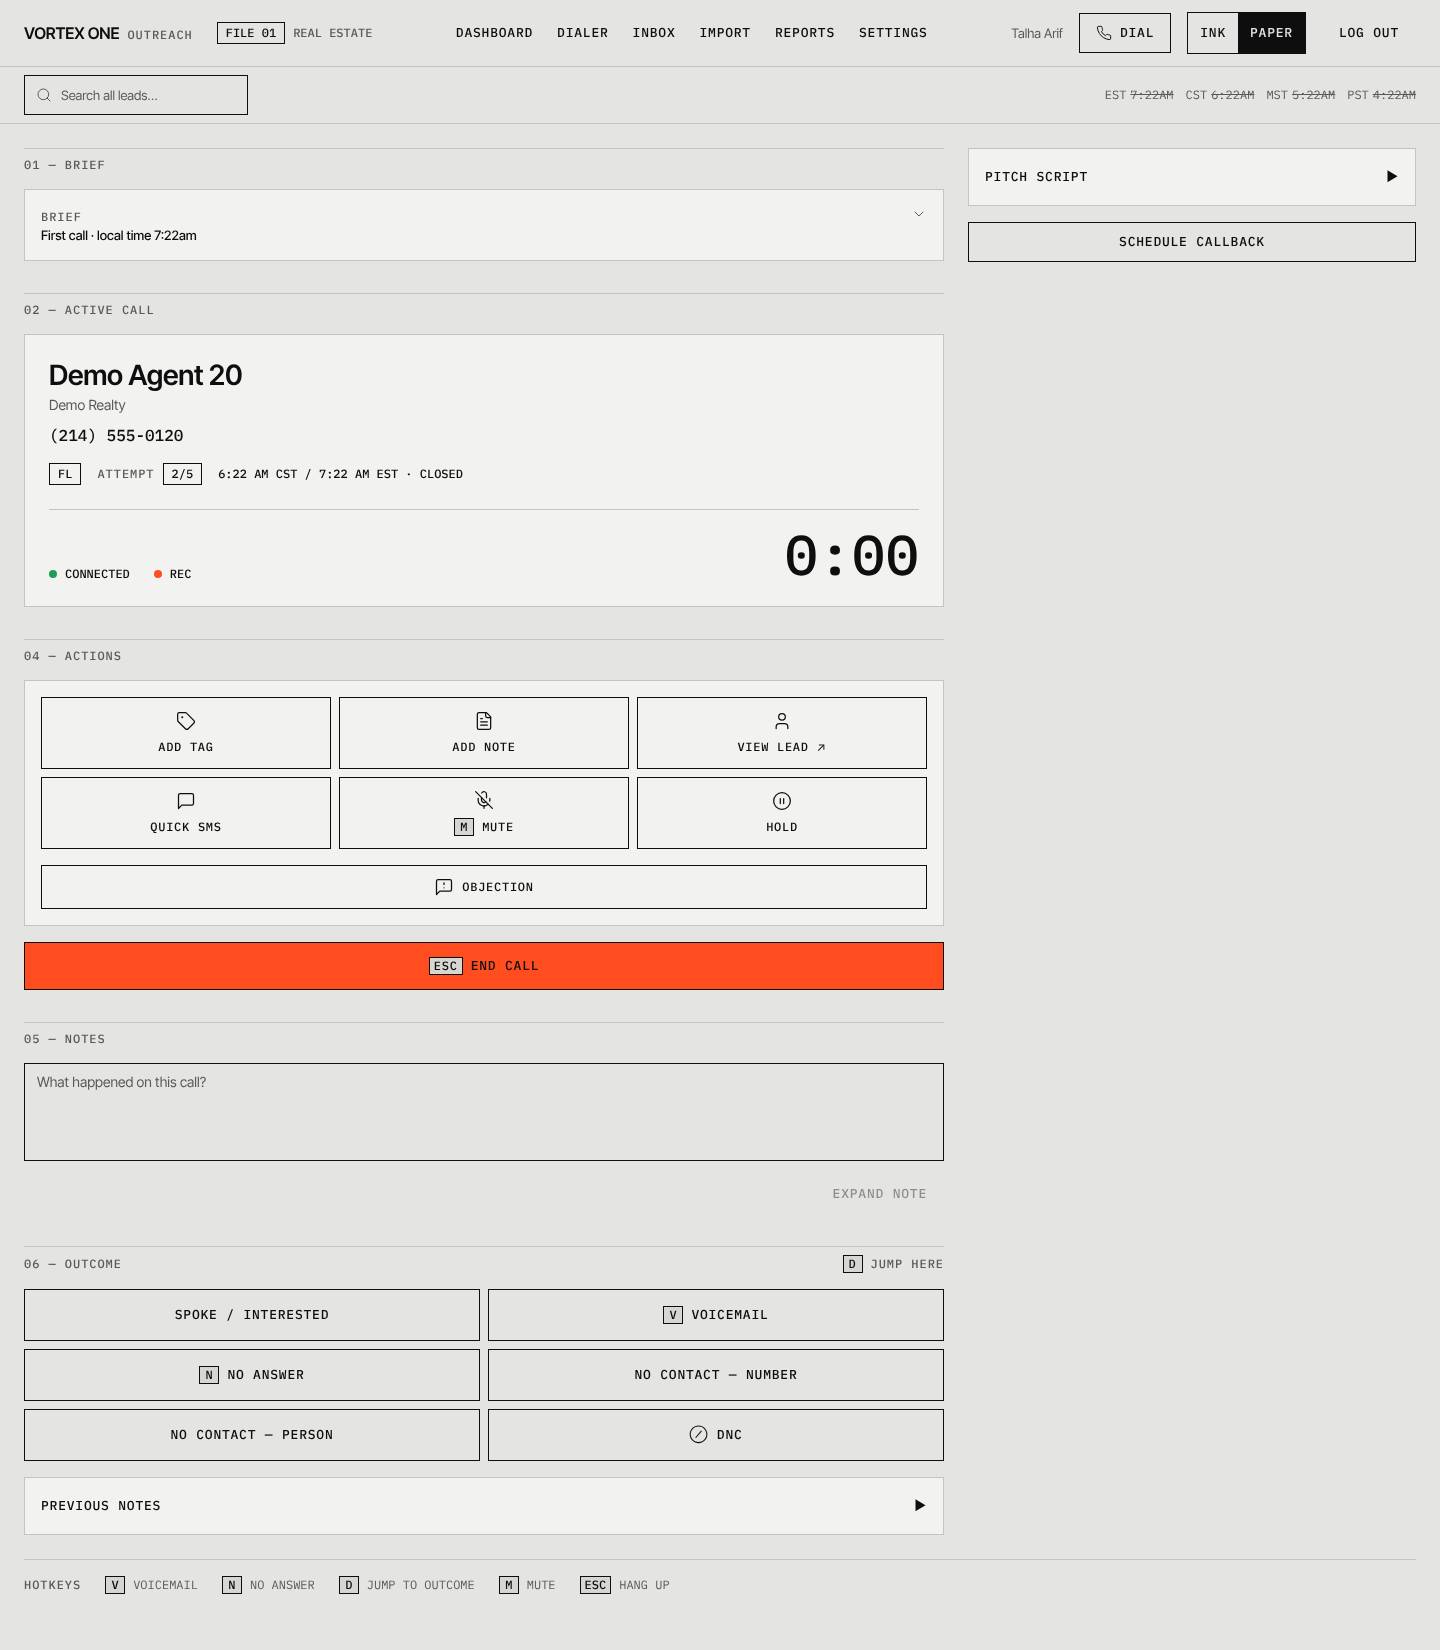 VORTEX ONE OUTREACH FILE 01 REAL ESTATE DASHBOARD DIALER INBOX IMPORT REPORTS SETTINGS Talha Arif DIAL INK PAPER LOG OUT
Search all leads... EST 7:22AM CST 6:22AM MST 5:22AM PST 4:22AM
01 — BRIEF
BRIEF
First call · local time 7:22am
PITCH SCRIPT
SCHEDULE CALLBACK
02 — ACTIVE CALL
Demo Agent 20
Demo Realty
(214) 555-0120
FL ATTEMPT 2/5 6:22 AM CST / 7:22 AM EST · CLOSED
0:00
CONNECTED REC
04 — ACTIONS
ADD TAG ADD NOTE VIEW LEAD ↗
QUICK SMS M MUTE HOLD
OBJECTION
ESC END CALL
05 — NOTES
What happened on this call?
EXPAND NOTE
06 — OUTCOME D JUMP HERE
SPOKE / INTERESTED V VOICEMAIL
N NO ANSWER NO CONTACT — NUMBER
NO CONTACT — PERSON DNC
PREVIOUS NOTES
HOTKEYS V VOICEMAIL N NO ANSWER D JUMP TO OUTCOME M MUTE ESC HANG UP